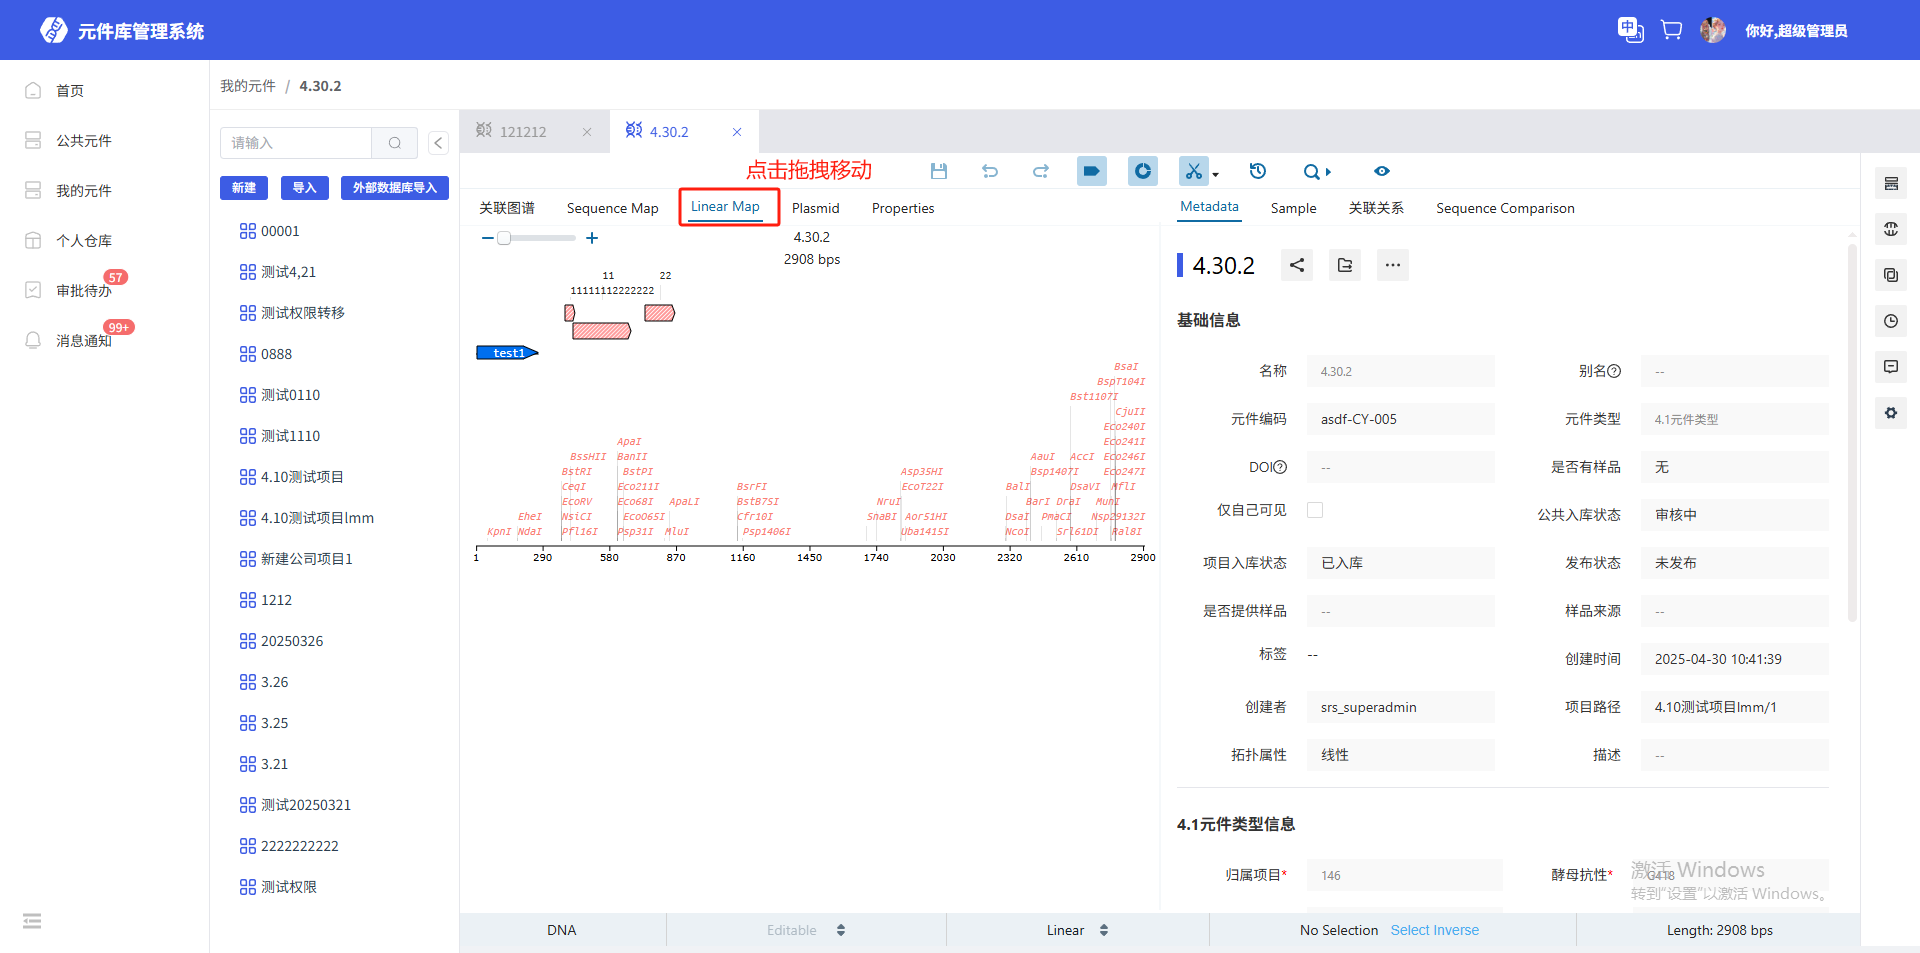 元件库管理系统
中
你好,超级管理员
首页
公共元件
我的元件
个人仓库
审批待办
57
消息通知
99+
我的元件 / 4.30.2
请输入
新建
导入
外部数据库导入
00001
测试4,21
测试权限转移
0888
测试0110
测试1110
4.10测试项目
4.10测试项目lmm
新建公司项目1
1212
20250326
3.26
3.25
3.21
测试20250321
2222222222
测试权限
121212
4.30.2
点击拖拽移动
关联图谱
Sequence Map
Linear Map
Plasmid
Properties
4.30.2
2908 bps
11
22
11111112222222
test1
BsaI
BspT104I
Bst1107I
CjuII
Eco240I
ApaI
Eco241I
BssHII
BanII
AauI
AccI
Eco246I
BstRI
BstPI
Asp35HI
Bsp1407I
Eco247I
CeqI
Eco211I
BsrFI
EcoT22I
BalI
DsaVI
MflI
EcoRV
Eco68I
ApaLI
BstB7SI
NruI
BarI
DraI
MunI
EheI
NsiCI
EcoO65I
Cfr10I
SnaBI
Aor51HI
DsaI
PmaCI
Nsp29132I
KpnI
NdaI
Pfl16I
Psp31I
MluI
Psp1406I
Uba1415I
NcoI
Srl61DI
Ral8I
1
290
580
870
1160
1450
1740
2030
2320
2610
2900
Metadata
Sample
关联关系
Sequence Comparison
4.30.2
基础信息
名称
4.30.2
别名
--
元件编码
asdf-CY-005
元件类型
4.1元件类型
DOI
--
是否有样品
无
仅自己可见
公共入库状态
审核中
项目入库状态
已入库
发布状态
未发布
是否提供样品
--
样品来源
--
标签
--
创建时间
2025-04-30 10:41:39
创建者
srs_superadmin
项目路径
4.10测试项目lmm/1
拓扑属性
线性
描述
--
4.1元件类型信息
归属项目*
146
酵母抗性*
G418
激活 Windows
转到"设置"以激活 Windows。
DNA
Editable
Linear
No Selection
Select Inverse
Length: 2908 bps